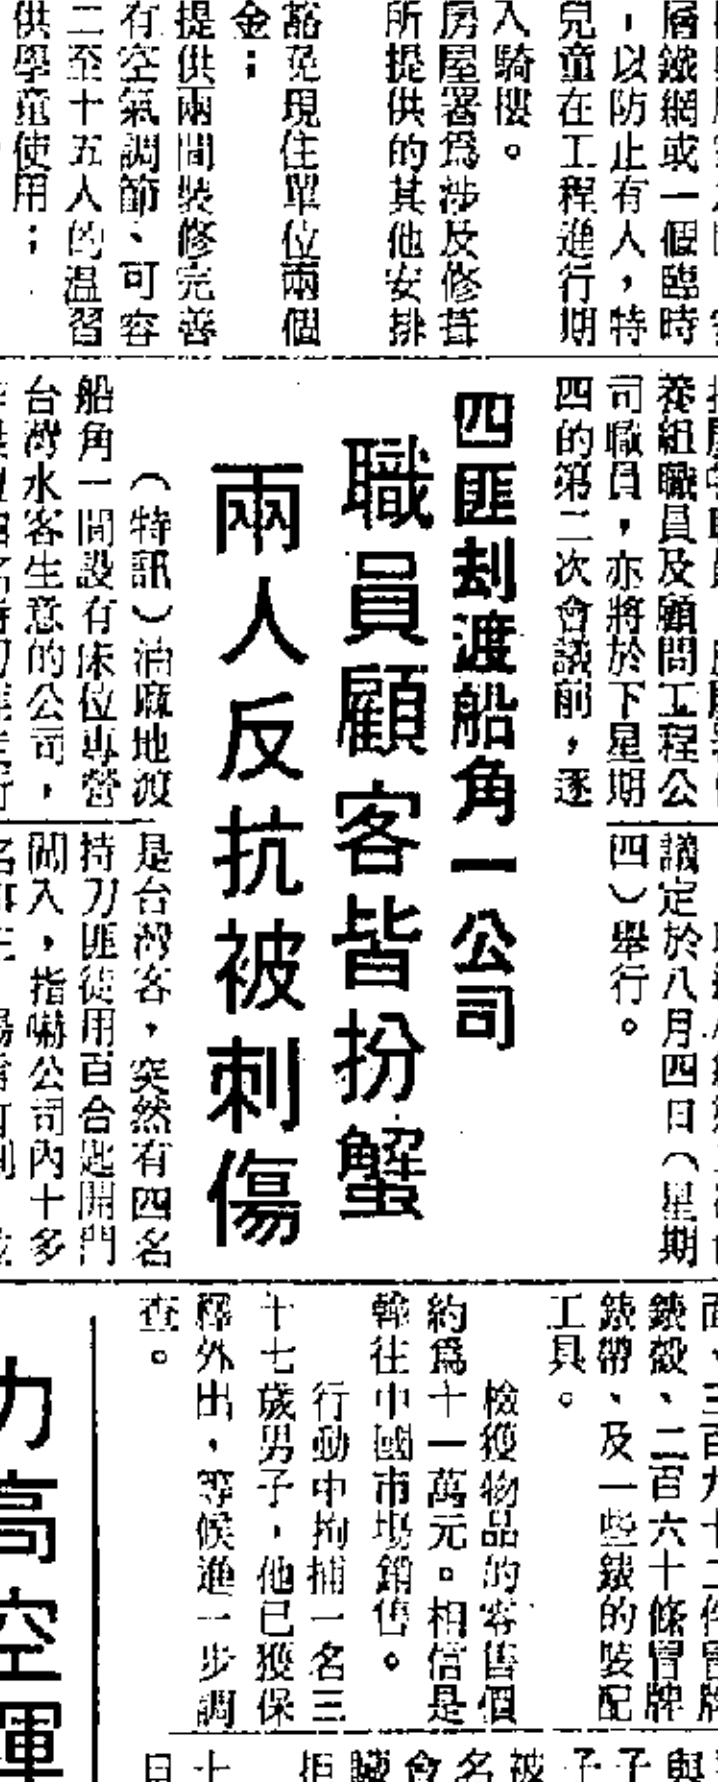 層鐵網或一個臨時
，以防止有人，特
兒童在工程進行期
入騎樓。
房屋署為涉及修葺
所提供的其他安排
豁免現住單位兩個
金；
提供兩間裝修完善
有空氣調節、可容
二至十五人的溫習
供學童使用；
養組職員及顧問工程公
司職員，亦將於下星期
四的第二次會議前，逐
議定於八月四日（星期
四）舉行。
四匪刦渡船角一公司
職員顧客皆扮蟹
兩人反抗被刺傷
（特訊）油麻地渡
船角一間設有床位專營
台灣水客生意的公司，
是台灣客，突然有四名
持刀匪徒用百合匙開門
闖入，指嚇公司內十多
錶殼、二百六十條冒牌
錶帶、及一些錶的裝配
工具。
檢獲物品的零售價
約為十一萬元。相信是
輸往中國市場銷售。
行動中拘捕一名三
十七歲男子，他已獲保
釋外出，等候進一步調
查。
力高空運